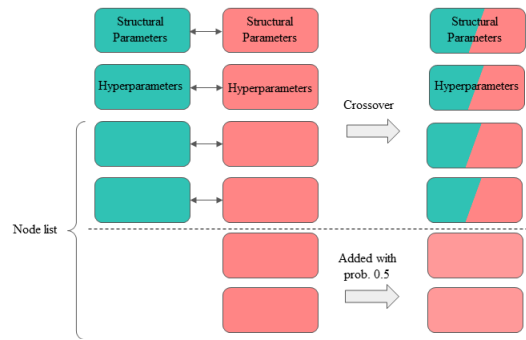 Structural
Parameters
Structural
Parameters
Structural
Parameters
Hyperparameters
Hyperparameters
Hyperparameters
Crossover
Node list
Added with
prob. 0.5